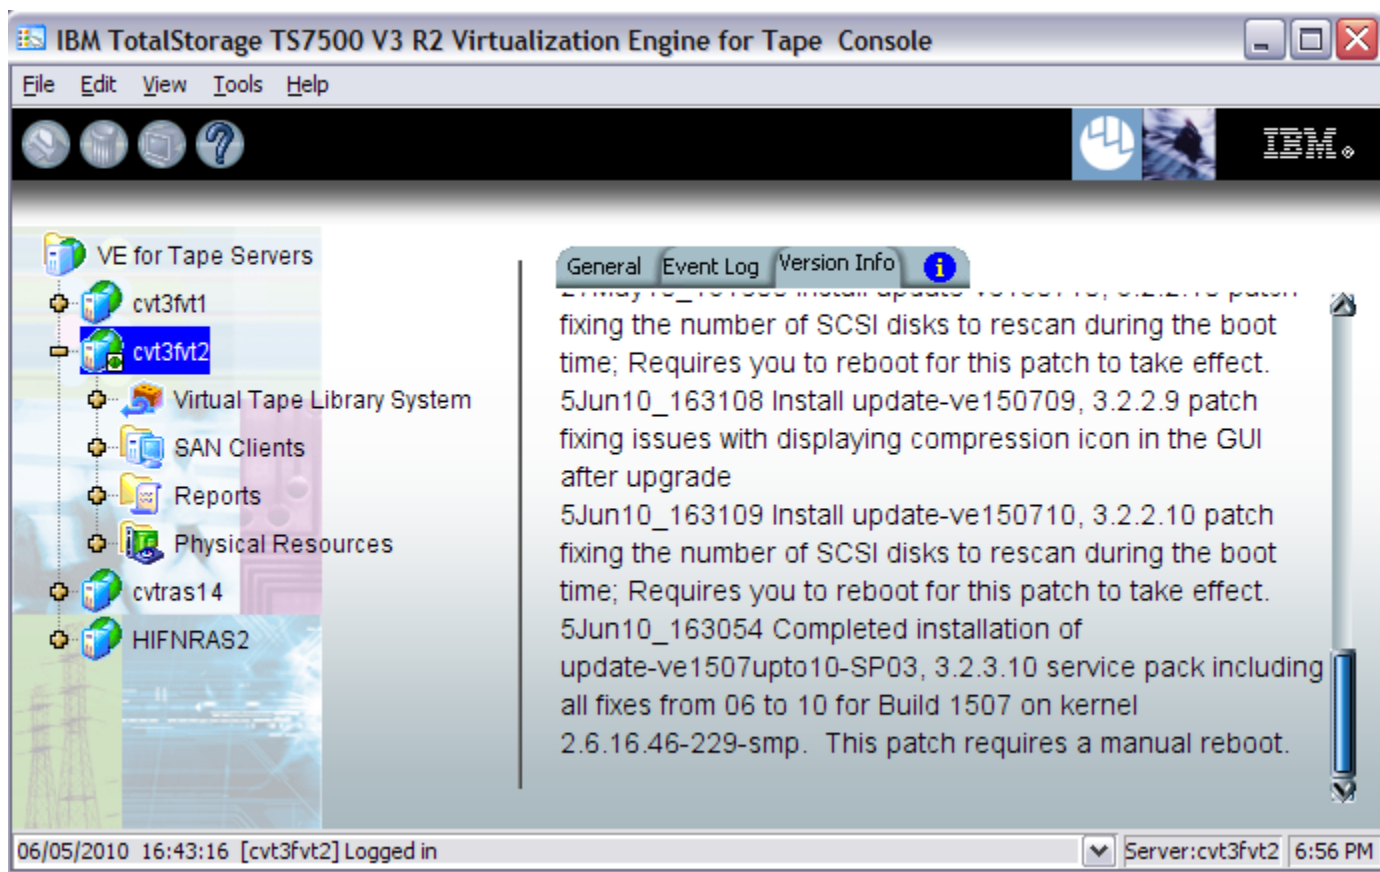 IBM TotalStorage TS7500 V3 R2 Virtualization Engine for Tape Console
File Edit View Tools Help
IBM®
VE for Tape Servers
cvt3fvt1
cvt3fvt2
Virtual Tape Library System
SAN Clients
Reports
Physical Resources
cvtras14
HIFNRAS2
General Event Log Version Info i
fixing the number of SCSI disks to rescan during the boot
time; Requires you to reboot for this patch to take effect.
5Jun10_163108 Install update-ve150709, 3.2.2.9 patch
fixing issues with displaying compression icon in the GUI
after upgrade
5Jun10_163109 Install update-ve150710, 3.2.2.10 patch
fixing the number of SCSI disks to rescan during the boot
time; Requires you to reboot for this patch to take effect.
5Jun10_163054 Completed installation of
update-ve1507upto10-SP03, 3.2.3.10 service pack including
all fixes from 06 to 10 for Build 1507 on kernel
2.6.16.46-229-smp.  This patch requires a manual reboot.
06/05/2010 16:43:16 [cvt3fvt2] Logged in
Server:cvt3fvt2 6:56 PM